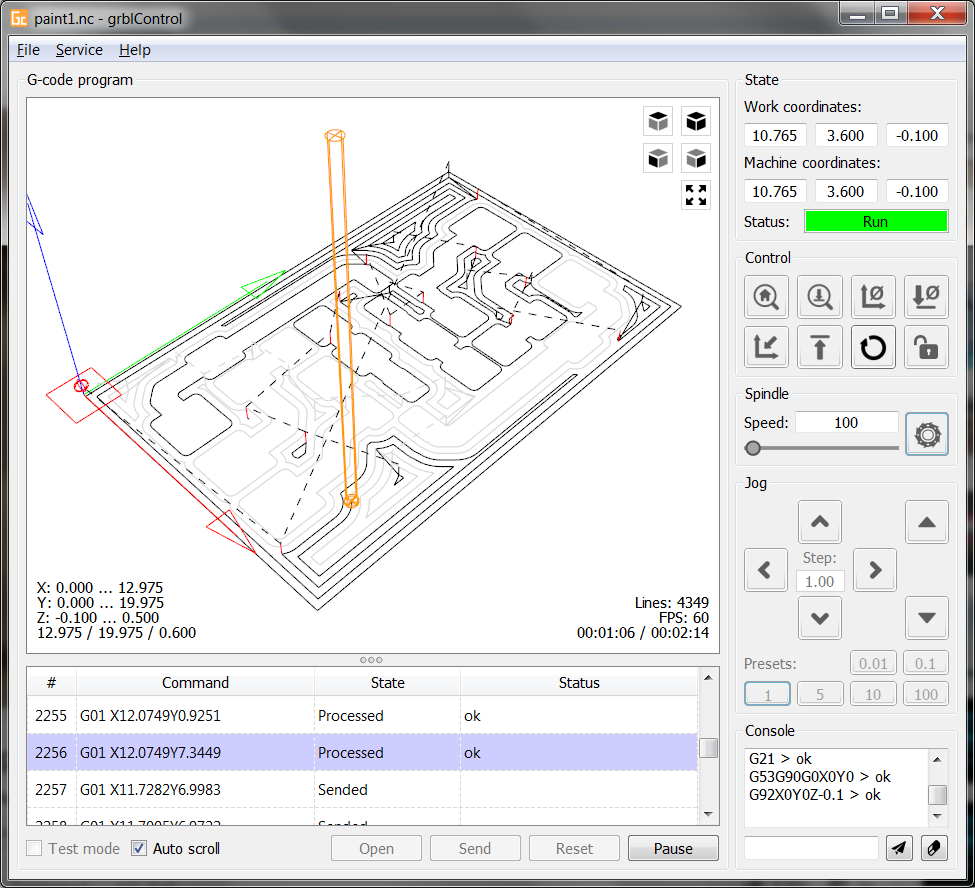 Gc paint1.nc - grblControl
File Service Help
G-code program
X: 0.000 ... 12.975
Y: 0.000 ... 19.975
Z: -0.100 ... 0.500
12.975 / 19.975 / 0.600
Lines: 4349
FPS: 60
00:01:06 / 00:02:14
# Command State Status
2255 G01 X12.0749Y0.9251 Processed ok
2256 G01 X12.0749Y7.3449 Processed ok
2257 G01 X11.7282Y6.9983 Sended
2258 G01 Sended
Test mode Auto scroll Open Send Reset Pause
State
Work coordinates:
10.765 3.600 -0.100
Machine coordinates:
10.765 3.600 -0.100
Status: Run
Control
Spindle
Speed: 100
Jog
Step:
1.00
Presets: 0.01 0.1
1 5 10 100
Console
G21 > ok
G53G90G0X0Y0 > ok
G92X0Y0Z-0.1 > ok